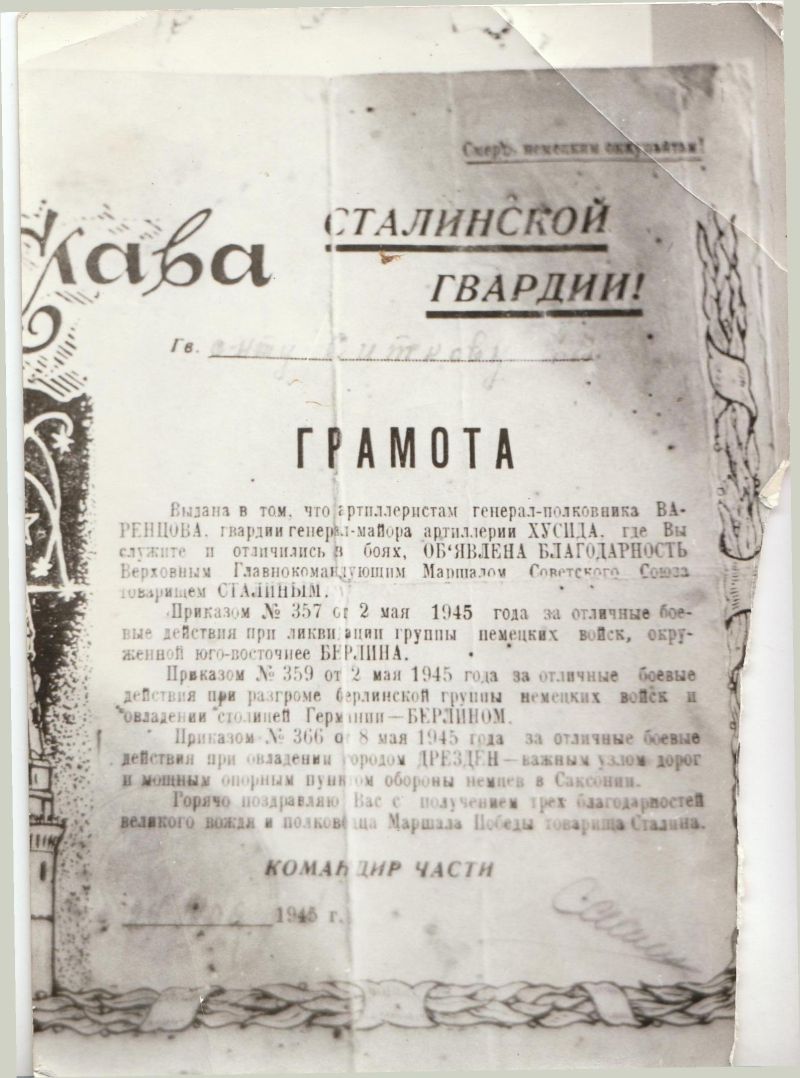 Смерть немецким оккупантам!
Слава СТАЛИНСКОЙ
ГВАРДИИ!
Гв.
ГРАМОТА
Выдана в том, что артиллеристам генерал-полковника ВА-
РЕНЦОВА, гвардии генерал-майора артиллерии ХУСИДА, где Вы
служите и отличились в боях, ОБ‘ЯВЛЕНА БЛАГОДАРНОСТЬ
Верховным Главнокомандующим Маршалом Советского Союза
товарищем СТАЛИНЫМ.
Приказом № 357 от 2 мая 1945 года за отличные бое-
вые действия при ликвидации группы немецких войск, окру-
женной юго-восточнее БЕРЛИНА.
Приказом № 359 от 2 мая 1945 года за отличные боевые
действия при разгроме берлинской группы немецких войск и
овладении столицей Германии—БЕРЛИНОМ.
Приказом № 366 от 8 мая 1945 года за отличные боевые
действия при овладении городом ДРЕЗДЕН—важным узлом дорог
и мощным опорным пунктом обороны немцев в Саксонии.
Горячо поздравляю Вас с получением трех благодарностей
великого вождя и полководца Маршала Победы товарища Сталина.
КОМАНДИР ЧАСТИ
1945 г.